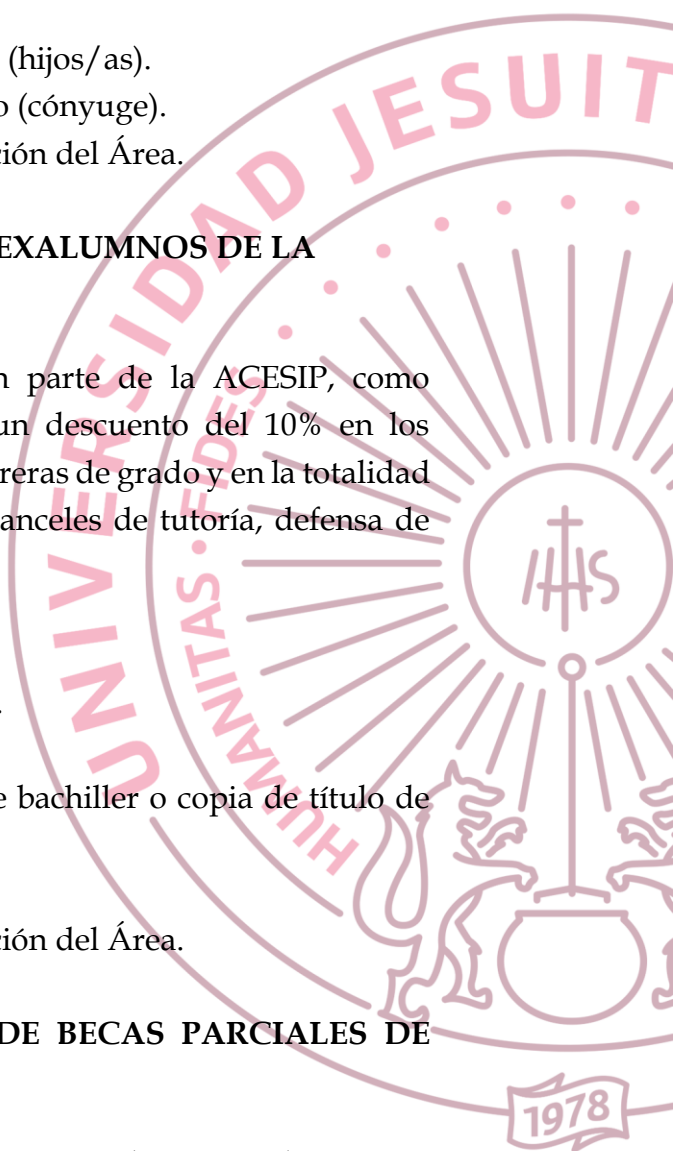 (hijos/as).
(cónyuge).
ción del Área.
EXALUMNOS DE LA
parte de la ACESIP, como
un descuento del 10% en los
reras de grado y en la totalidad
anceles de tutoría, defensa de
e bachiller o copia de título de
ción del Área.
DE BECAS PARCIALES DE
UNIVERSIDAD JESUIT
HUMANITAS • FIDES
IHS
1978